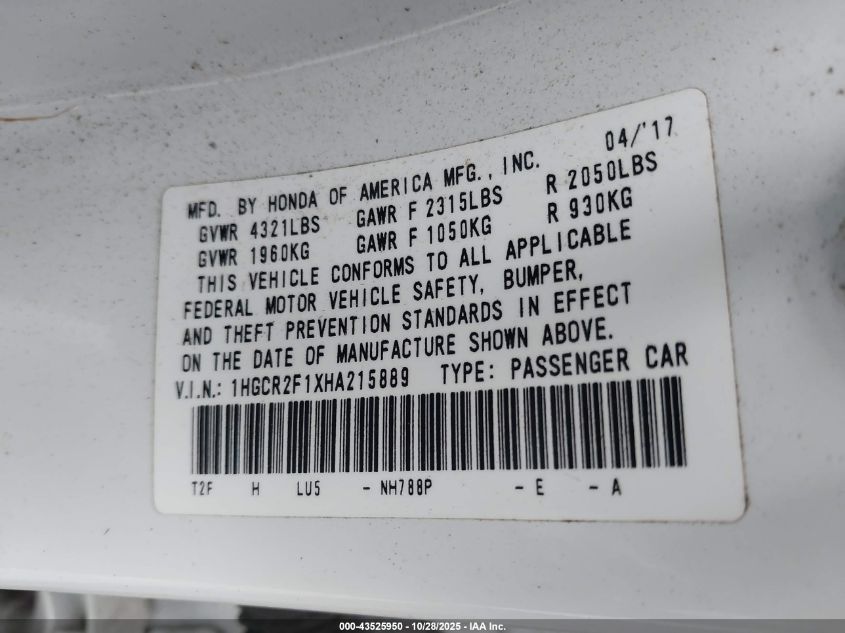 04/'17
MFD. BY HONDA OF AMERICA MFG., INC.
GVWR 4321LBS GAWR F 2315LBS R 2050LBS
GVWR 1960KG GAWR F 1050KG R 930KG
THIS VEHICLE CONFORMS TO ALL APPLICABLE
FEDERAL MOTOR VEHICLE SAFETY, BUMPER,
AND THEFT PREVENTION STANDARDS IN EFFECT
ON THE DATE OF MANUFACTURE SHOWN ABOVE.
V.I.N.: 1HGCR2F1XHA215889 TYPE: PASSENGER CAR
T2F H LU5 - NH788P - E - A
000-43525950 - 10/28/2025 - IAA Inc.